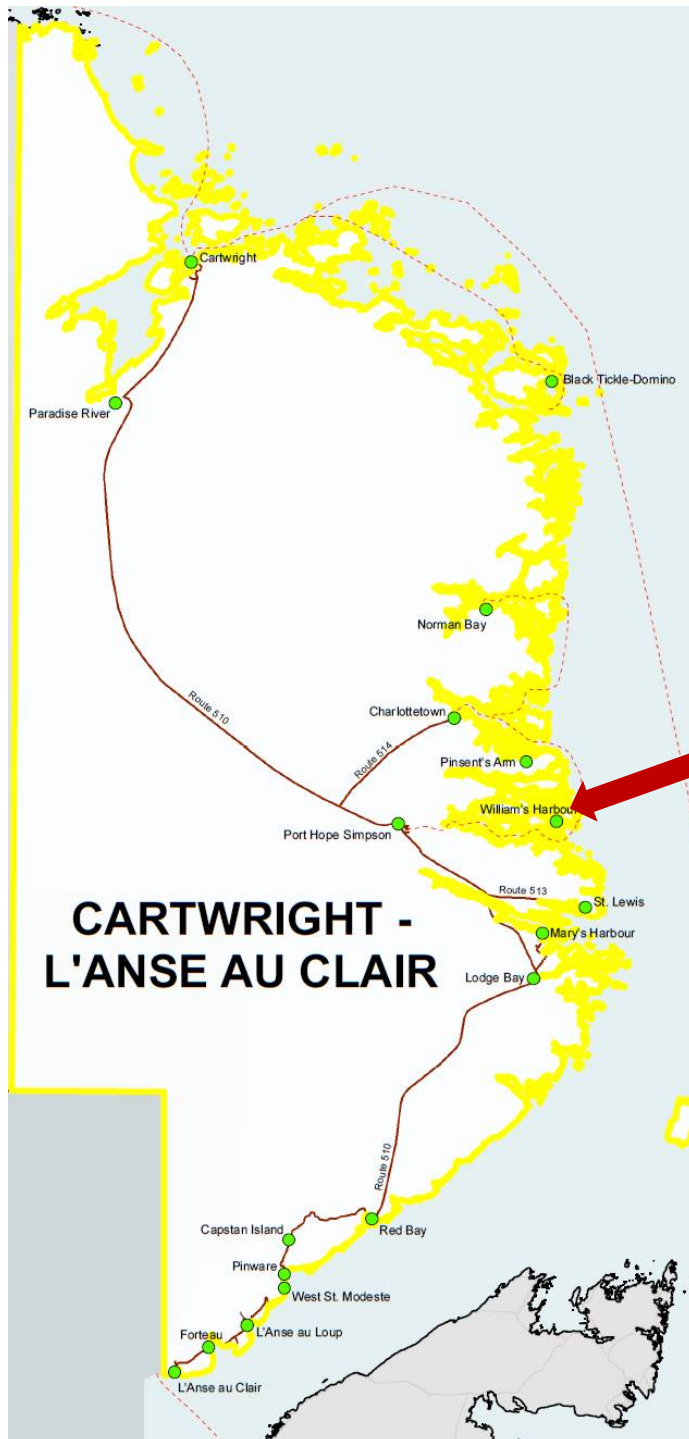 Cartwright
Black Tickle-Domino
Paradise River
Norman Bay
Route 510
Charlottetown
Route 514
Pinsent's Arm
William's Harbour
Port Hope Simpson
Route 513
St. Lewis
CARTWRIGHT -
L'ANSE AU CLAIR
Mary's Harbour
Lodge Bay
Route 510
Red Bay
Capstan Island
Pinware
West St. Modeste
L'Anse au Loup
Forteau
L'Anse au Clair